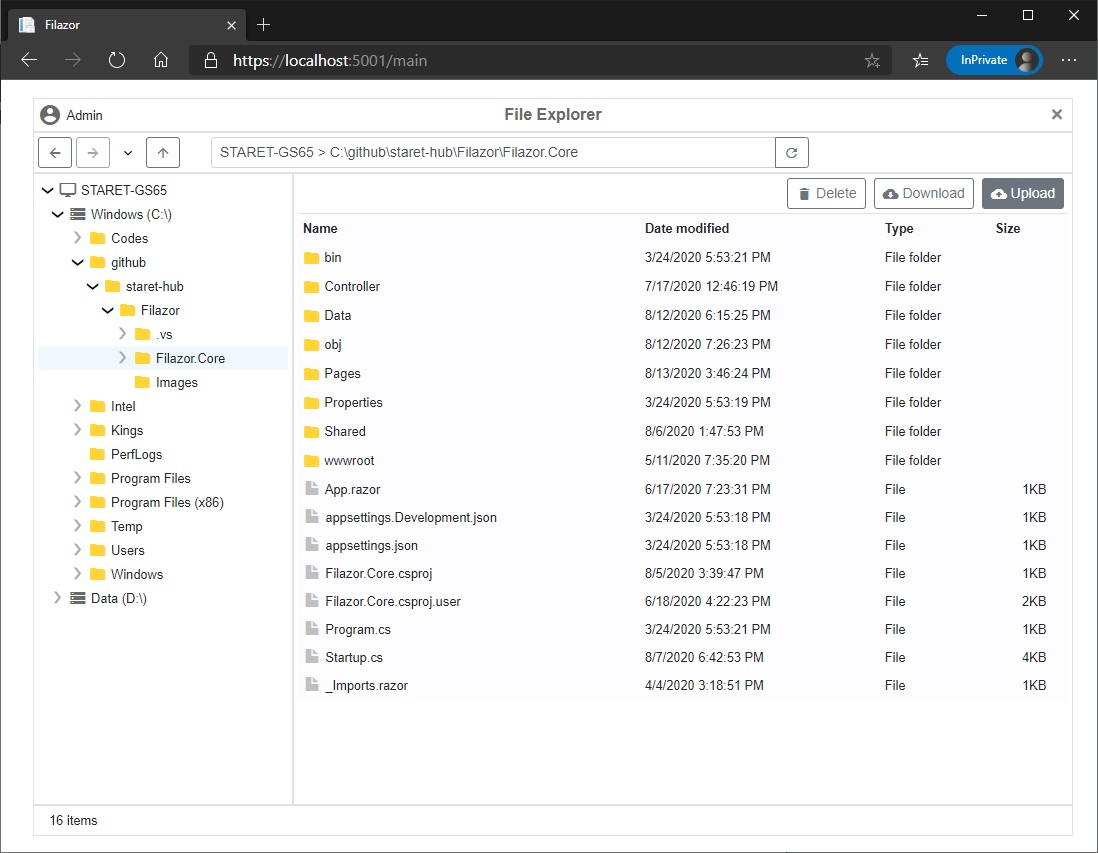 Filazor
https://localhost:5001/main
InPrivate
Admin
File Explorer
STARET-GS65 > C:\github\staret-hub\Filazor\Filazor.Core
STARET-GS65
Windows (C:\)
Codes
github
staret-hub
Filazor
.vs
Filazor.Core
Images
Intel
Kings
PerfLogs
Program Files
Program Files (x86)
Temp
Users
Windows
Data (D:\)
Delete Download Upload
Name Date modified Type Size
bin 3/24/2020 5:53:21 PM File folder
Controller 7/17/2020 12:46:19 PM File folder
Data 8/12/2020 6:15:25 PM File folder
obj 8/12/2020 7:26:23 PM File folder
Pages 8/13/2020 3:46:24 PM File folder
Properties 3/24/2020 5:53:19 PM File folder
Shared 8/6/2020 1:47:53 PM File folder
wwwroot 5/11/2020 7:35:20 PM File folder
App.razor 6/17/2020 7:23:31 PM File 1KB
appsettings.Development.json 3/24/2020 5:53:18 PM File 1KB
appsettings.json 3/24/2020 5:53:18 PM File 1KB
Filazor.Core.csproj 8/5/2020 3:39:47 PM File 1KB
Filazor.Core.csproj.user 6/18/2020 4:22:23 PM File 2KB
Program.cs 3/24/2020 5:53:21 PM File 1KB
Startup.cs 8/7/2020 6:42:53 PM File 4KB
_Imports.razor 4/4/2020 3:18:51 PM File 1KB
16 items